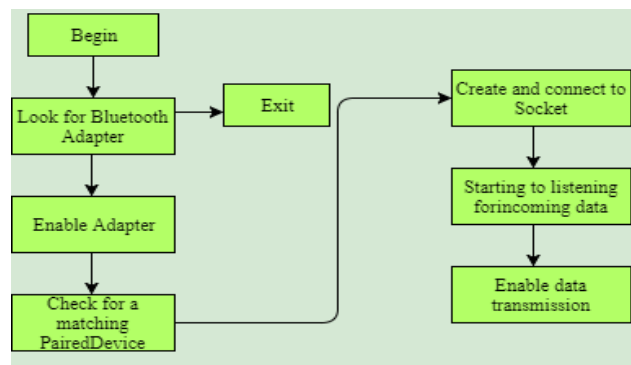 Begin
Look for Bluetooth
Adapter
Exit
Enable Adapter
Check for a
matching
PairedDevice
Create and connect to
Socket
Starting to listening
forincoming data
Enable data
transmission